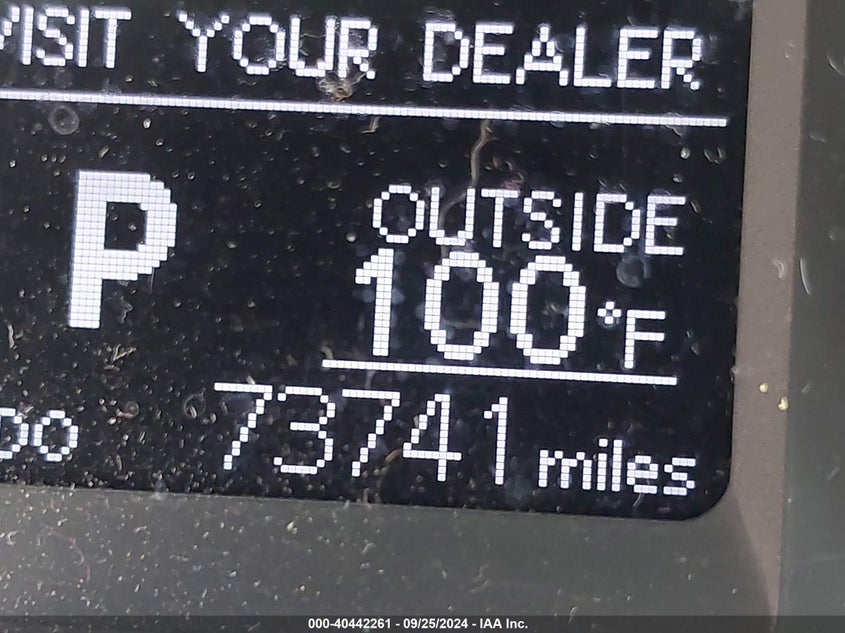 VISIT YOUR DEALER
P
OUTSIDE
100°F
73741 miles
000-40442261 - 09/25/2024 - IAA Inc.